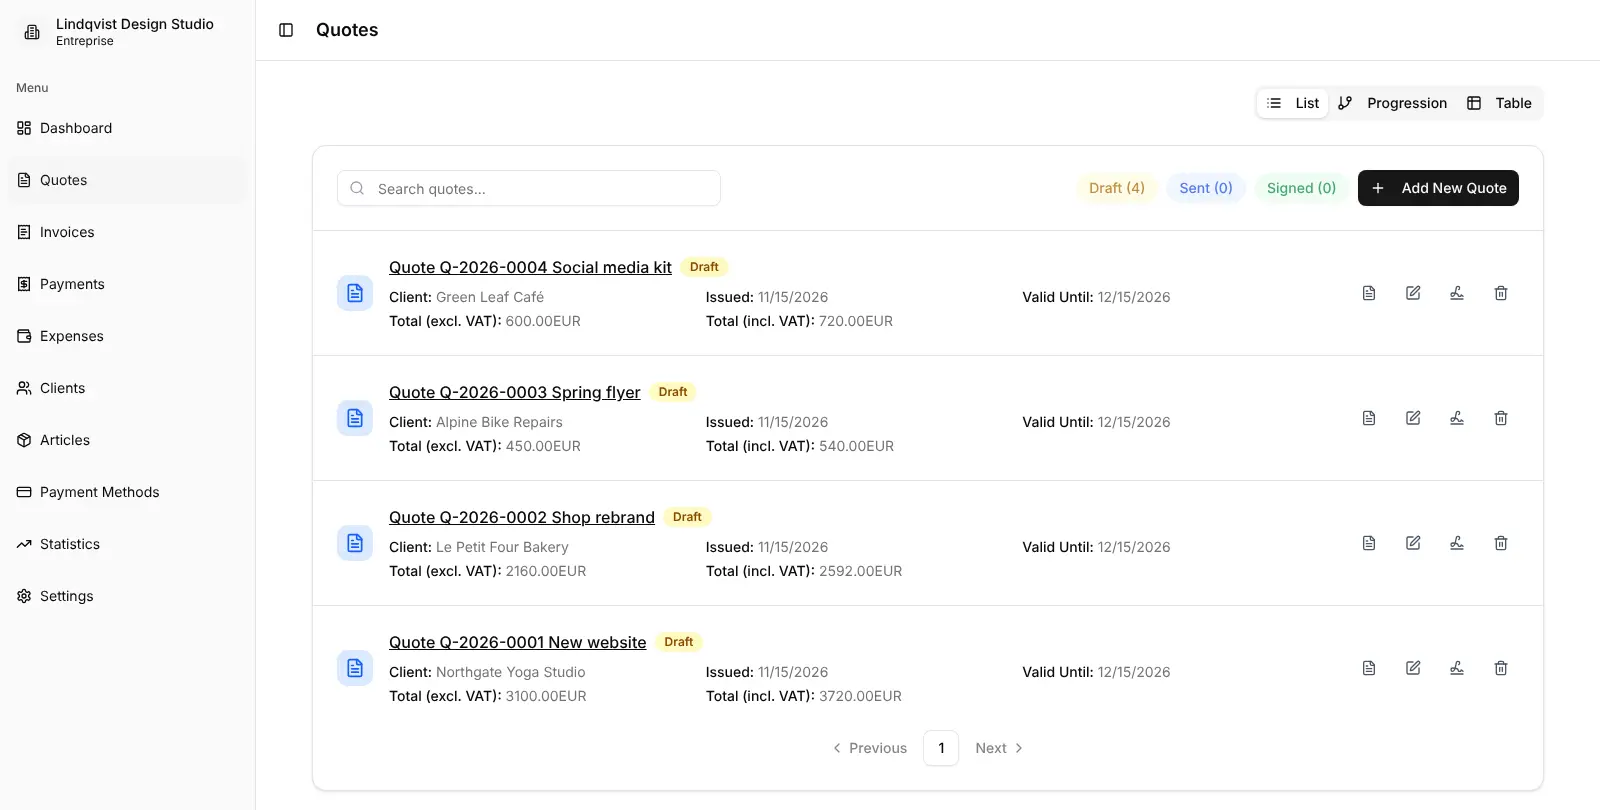 Lindqvist Design Studio
Entreprise
Menu
Dashboard
Quotes
Invoices
Payments
Expenses
Clients
Articles
Payment Methods
Statistics
Settings
Quotes
List Progression Table
Search quotes...
Draft (4) Sent (0) Signed (0) Add New Quote
Quote Q-2026-0004 Social media kit Draft
Client: Green Leaf Café Issued: 11/15/2026 Valid Until: 12/15/2026
Total (excl. VAT): 600.00EUR Total (incl. VAT): 720.00EUR
Quote Q-2026-0003 Spring flyer Draft
Client: Alpine Bike Repairs Issued: 11/15/2026 Valid Until: 12/15/2026
Total (excl. VAT): 450.00EUR Total (incl. VAT): 540.00EUR
Quote Q-2026-0002 Shop rebrand Draft
Client: Le Petit Four Bakery Issued: 11/15/2026 Valid Until: 12/15/2026
Total (excl. VAT): 2160.00EUR Total (incl. VAT): 2592.00EUR
Quote Q-2026-0001 New website Draft
Client: Northgate Yoga Studio Issued: 11/15/2026 Valid Until: 12/15/2026
Total (excl. VAT): 3100.00EUR Total (incl. VAT): 3720.00EUR
Previous 1 Next